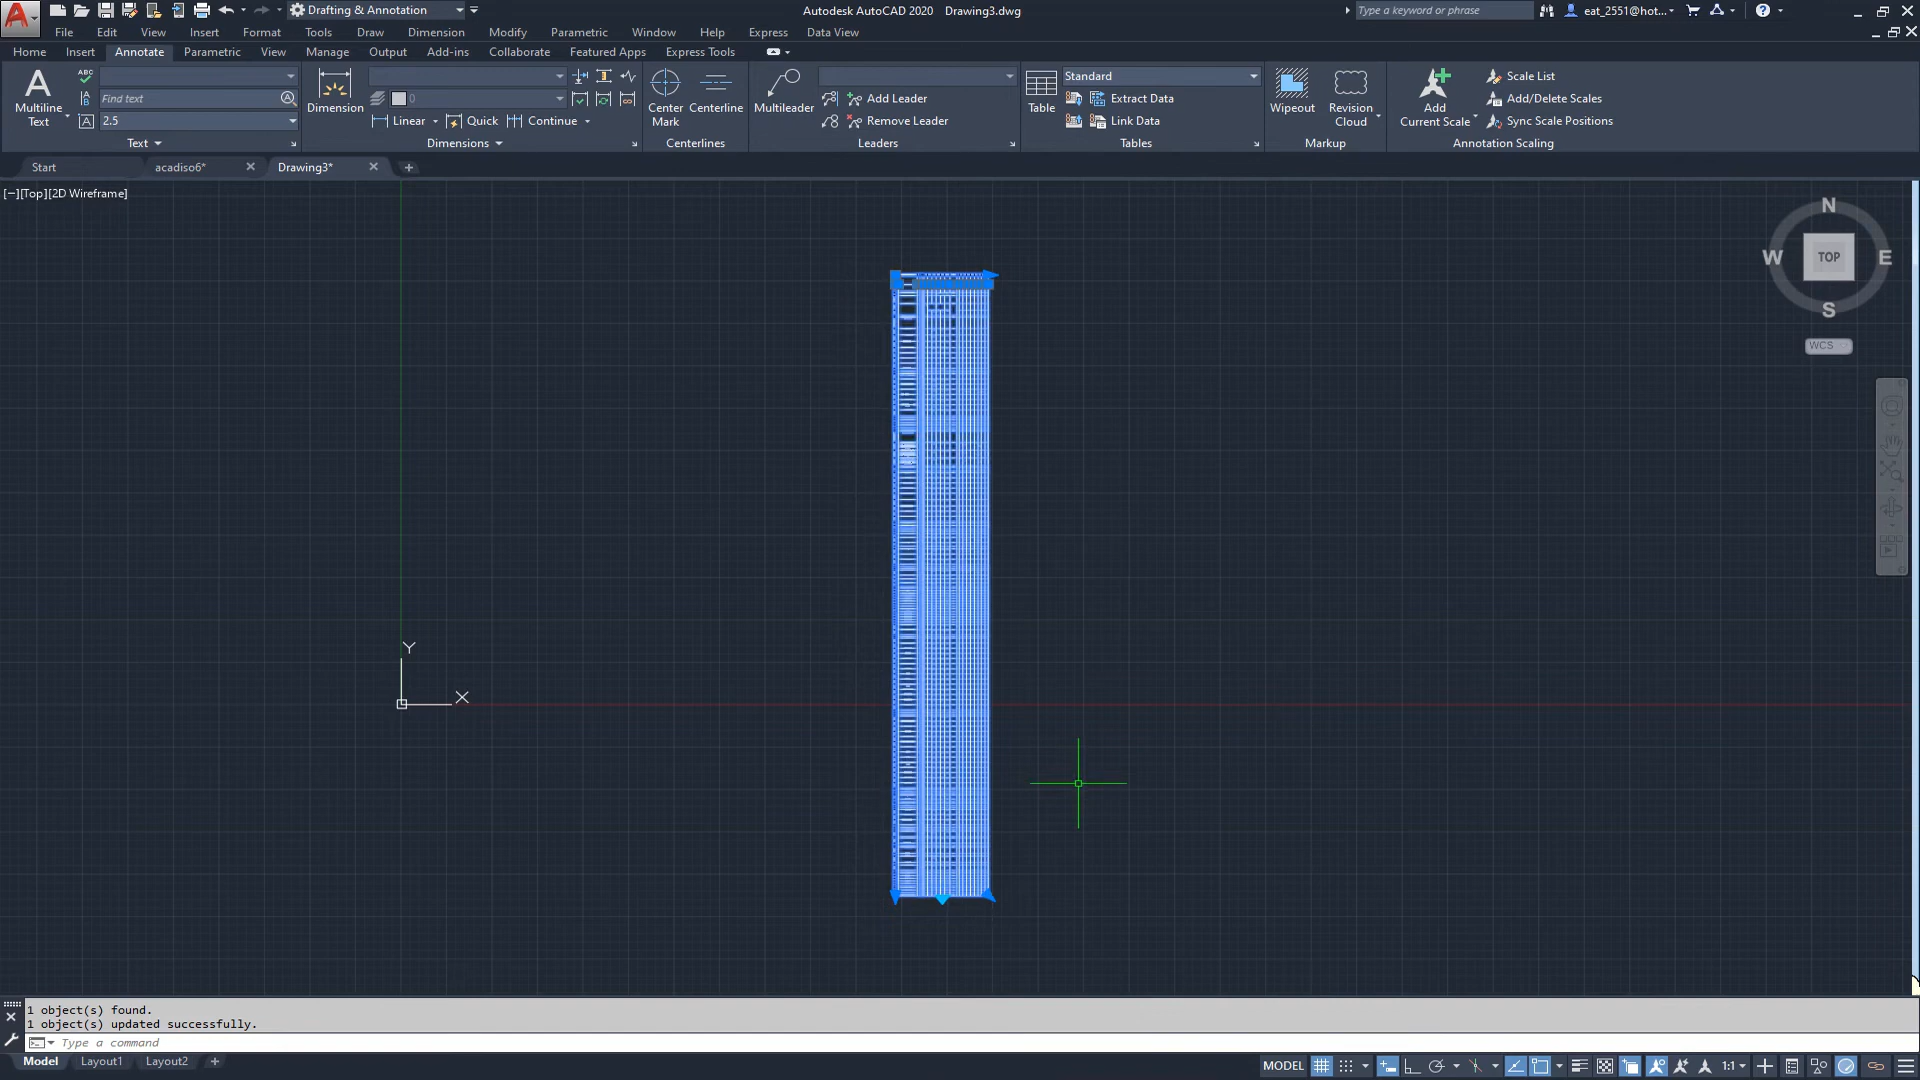 Drafting & Annotation
Autodesk AutoCAD 2020 Drawing3.dwg
Type a keyword or phrase
eat_2551@hot...
File Edit View Insert Format Tools Draw Dimension Modify Parametric Window Help Express Data View
Home Insert Annotate Parametric View Manage Output Add-ins Collaborate Featured Apps Express Tools
A Multiline Text
ABC
Find text
2.5
Text
Dimension
0
Linear Quick Continue
Dimensions
Center Mark
Centerline
Centerlines
Multileader
Add Leader
Remove Leader
Leaders
Table
Standard
Extract Data
Link Data
Tables
Wipeout
Revision Cloud
Markup
Add Current Scale
Scale List
Add/Delete Scales
Sync Scale Positions
Annotation Scaling
Start acadiso6* Drawing3*
[−][Top][2D Wireframe]
N
W TOP E
S
WCS
Y
X
1 object(s) found.
1 object(s) updated successfully.
Type a command
Model Layout1 Layout2 +
MODEL 1:1